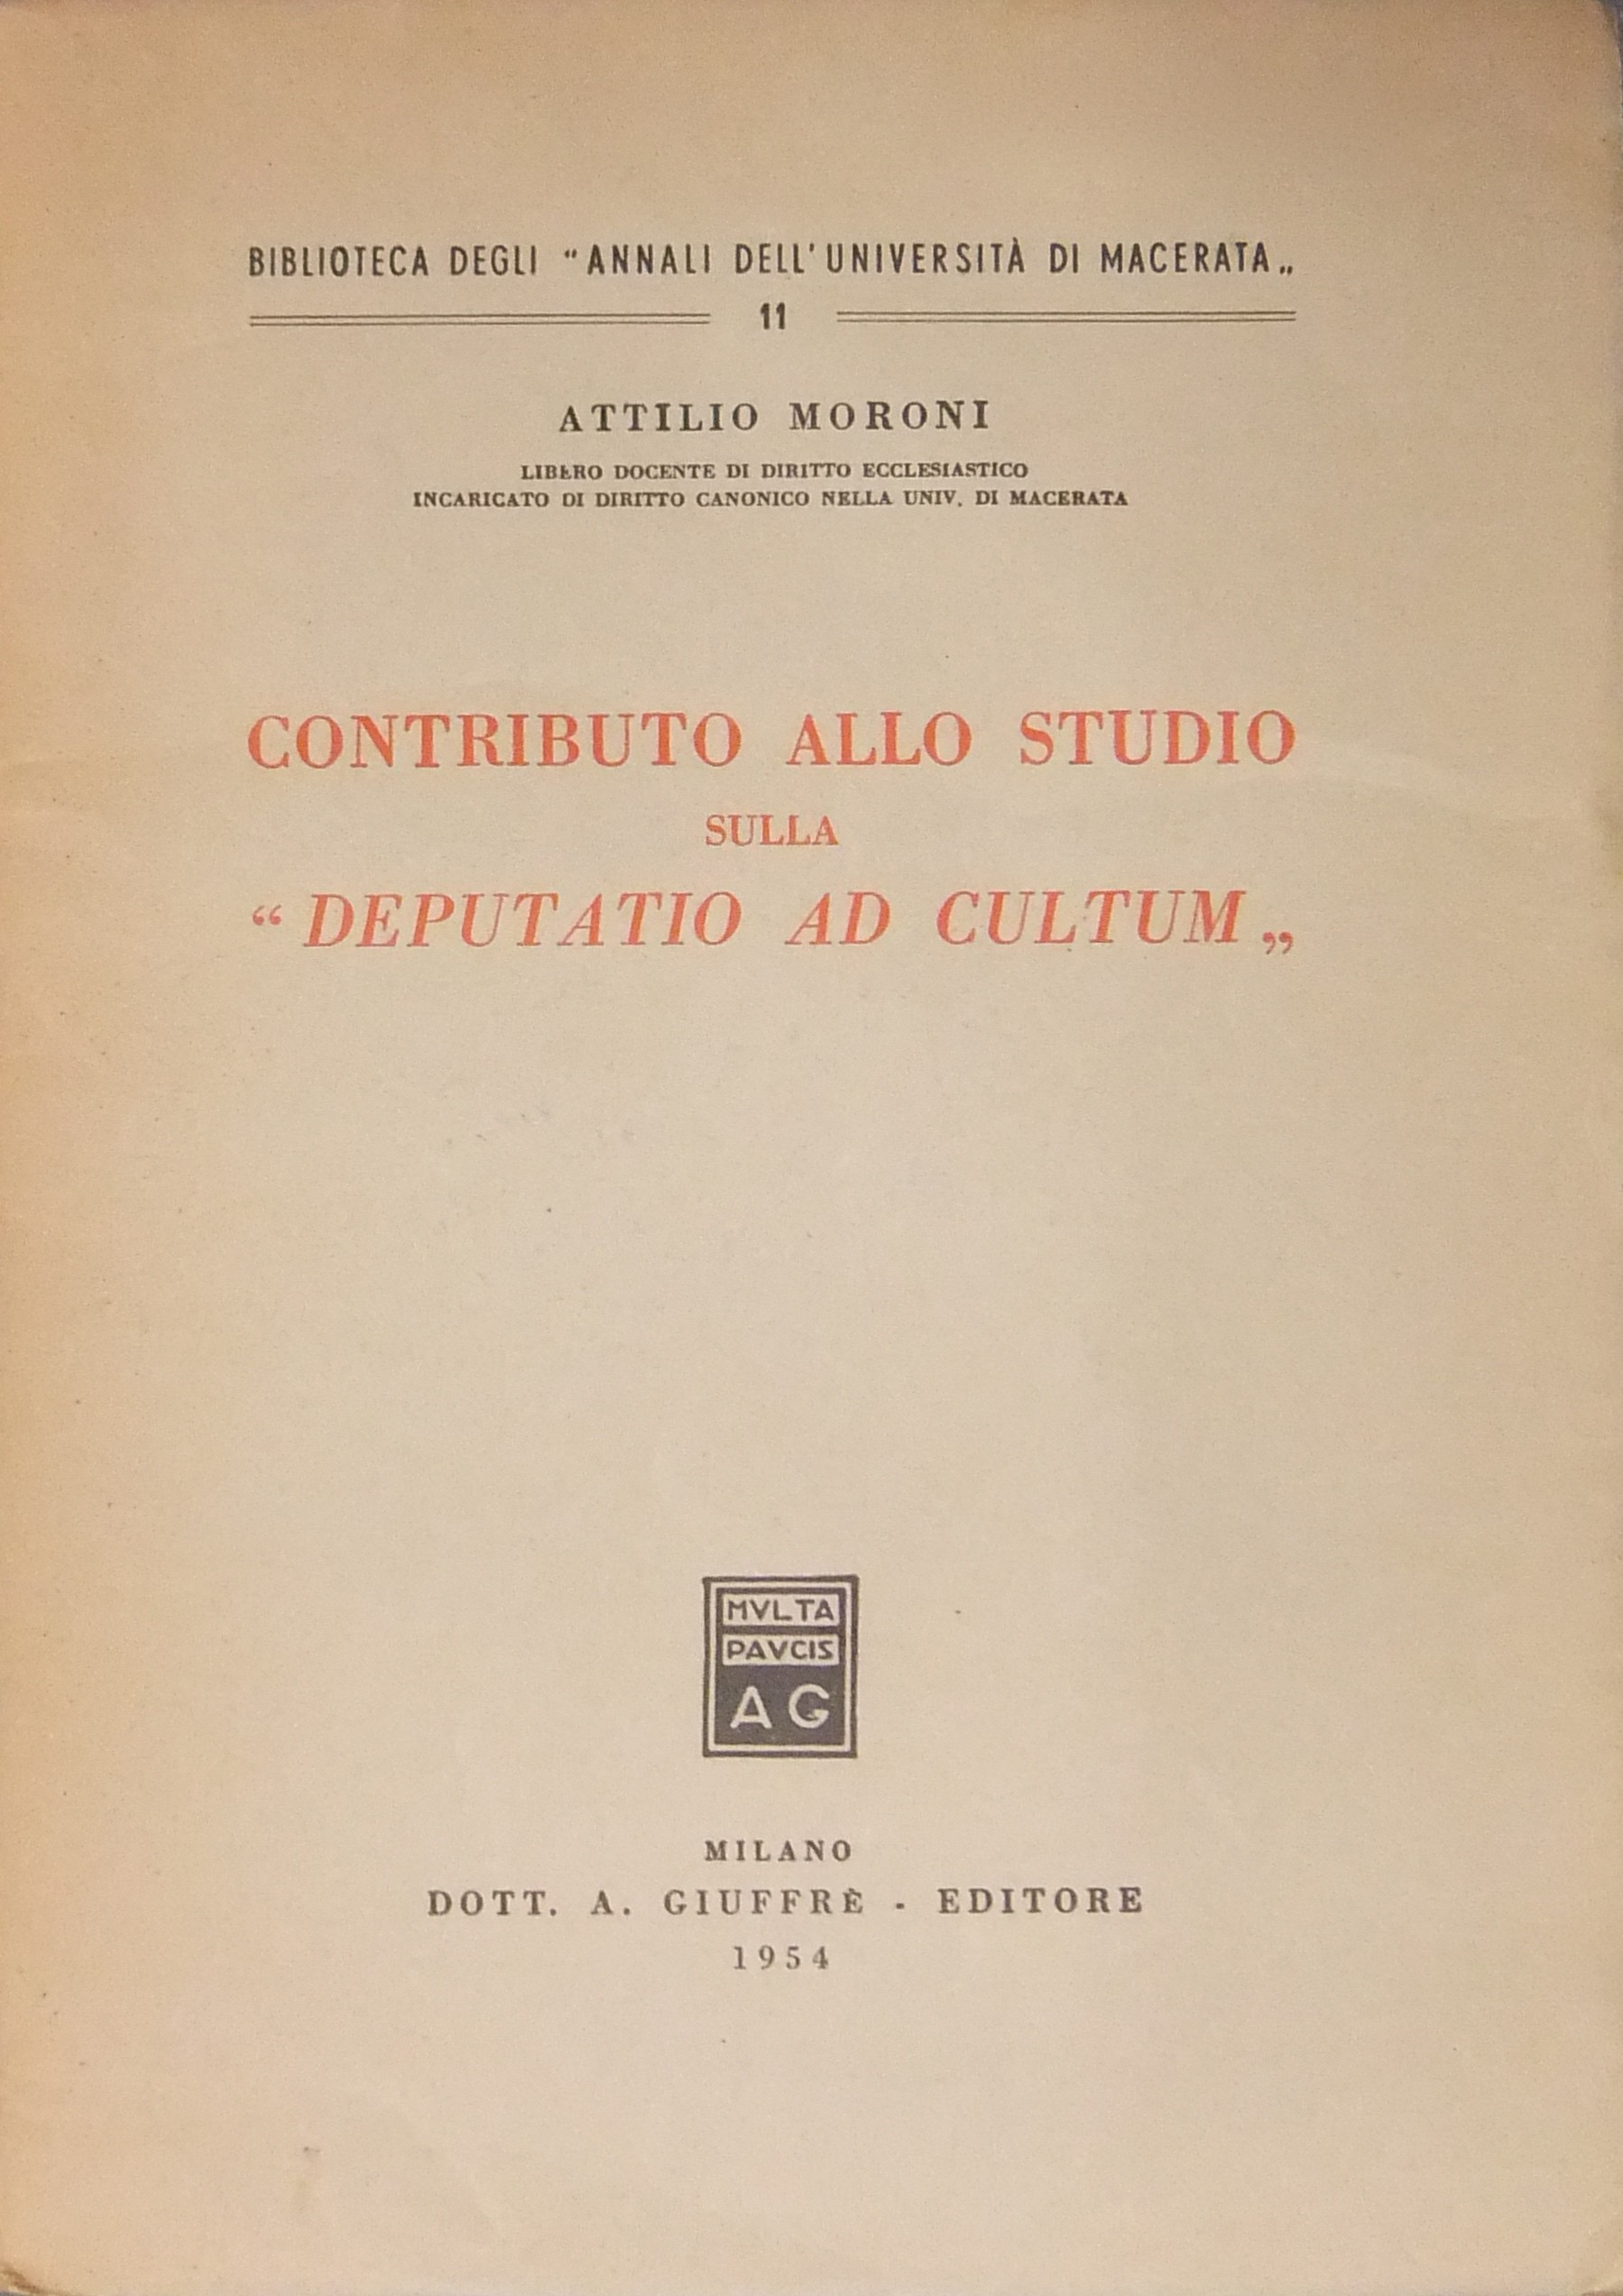 BIBLIOTECA DEGLI “ANNALI DELL'UNIVERSITÀ DI MACERATA„
11
ATTILIO MORONI
LIBERO DOCENTE DI DIRITTO ECCLESIASTICO
INCARICATO DI DIRITTO CANONICO NELLA UNIV. DI MACERATA
CONTRIBUTO ALLO STUDIO
SULLA
“DEPUTATIO AD CULTUM„
MVLTA
PAVCIS
AG
MILANO
DOTT. A. GIUFFRÈ - EDITORE
1954